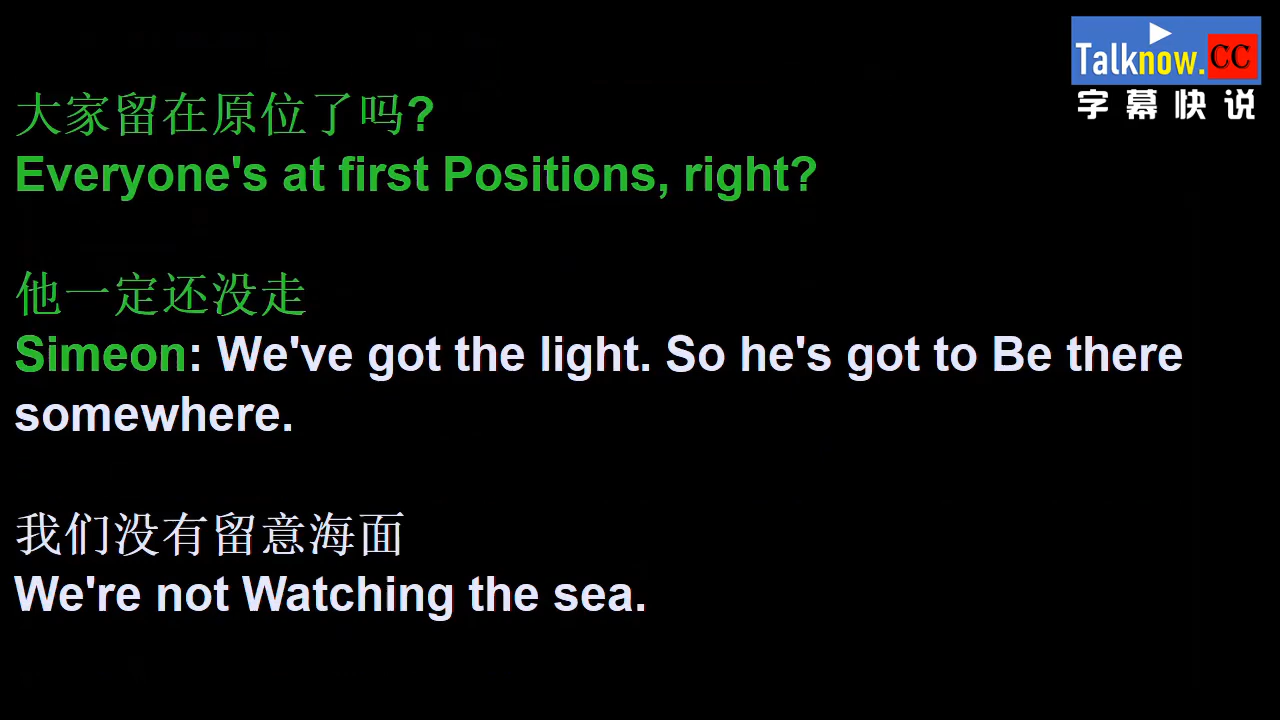 Talknow.CC
字幕快说
大家留在原位了吗?
Everyone's at first Positions, right?
他一定还没走
Simeon: We've got the light. So he's got to Be there
somewhere.
我们没有留意海面
We're not Watching the sea.